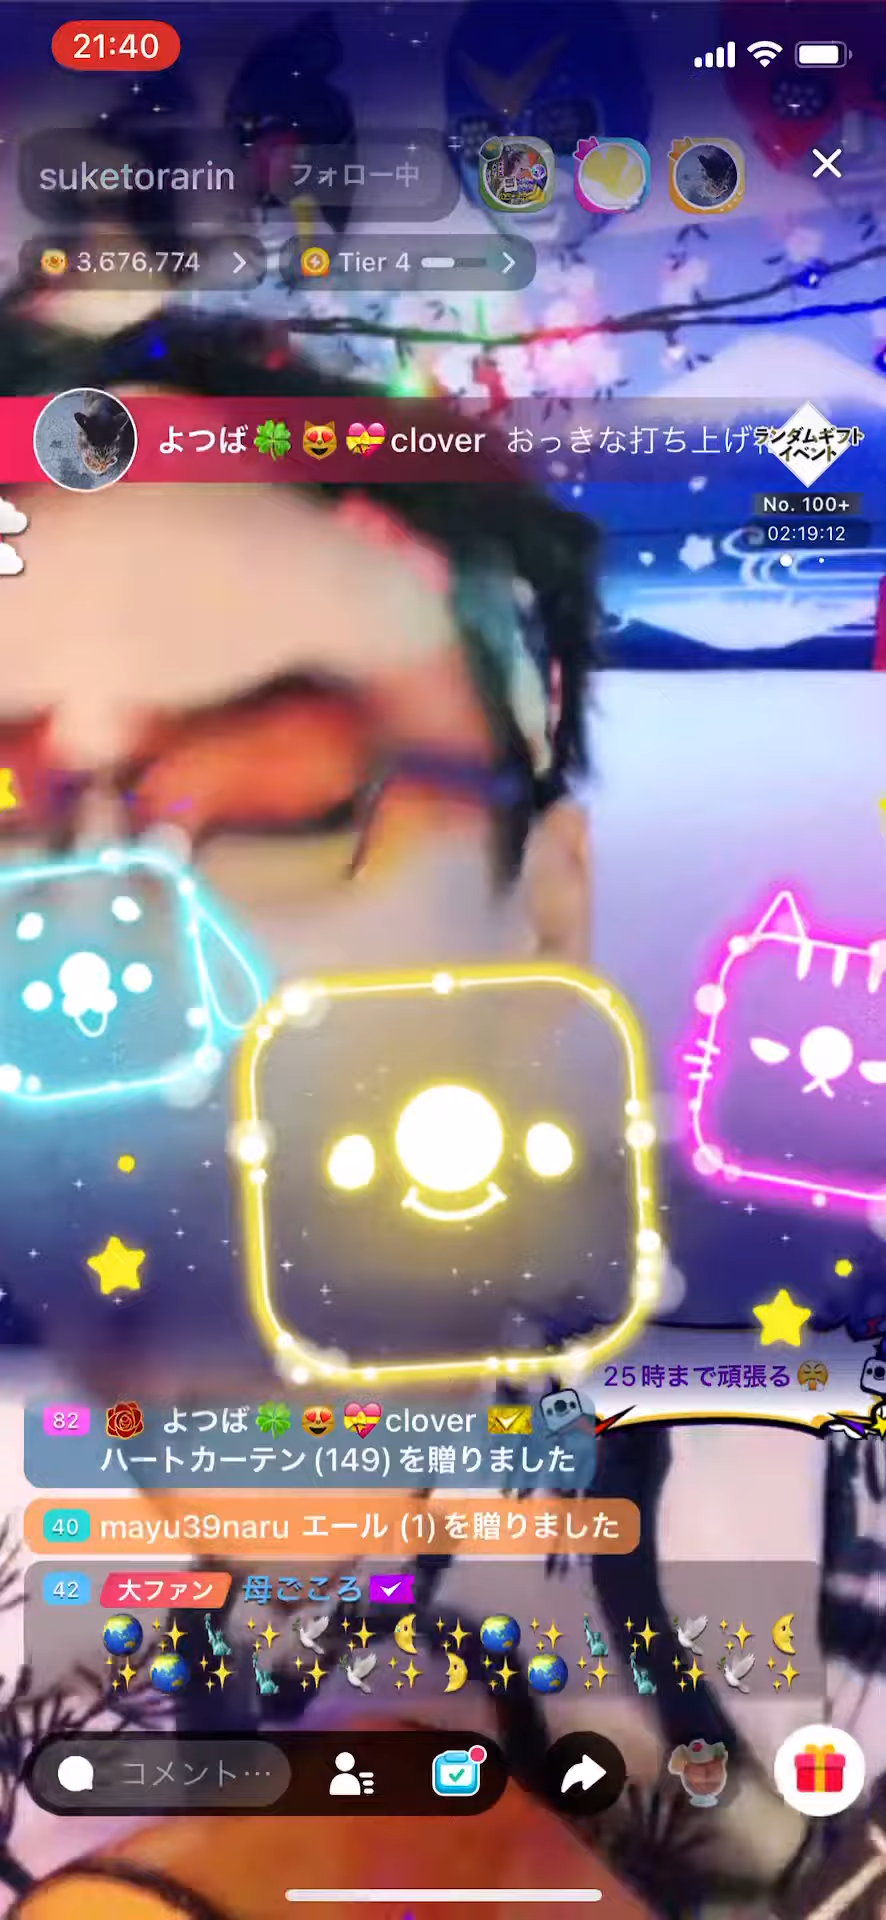 21:40
suketorarin フォロー中
3,676,774
Tier 4
よつば🍀😻💝clover おっきな打ち上げ
ランダムギフト
イベント
No. 100+
02:19:12
25時まで頑張る😤
82 🌹 よつば🍀😻💝clover
ハートカーテン(149)を贈りました
40 mayu39naru エール (1)を贈りました
42 大ファン 母ごころ
🌏✨🗽✨🕊✨🌛✨🌏✨🗽✨🕊✨🌛
✨🌏✨🗽✨🕊✨🌛✨🌏✨🗽✨🕊✨
コメント…